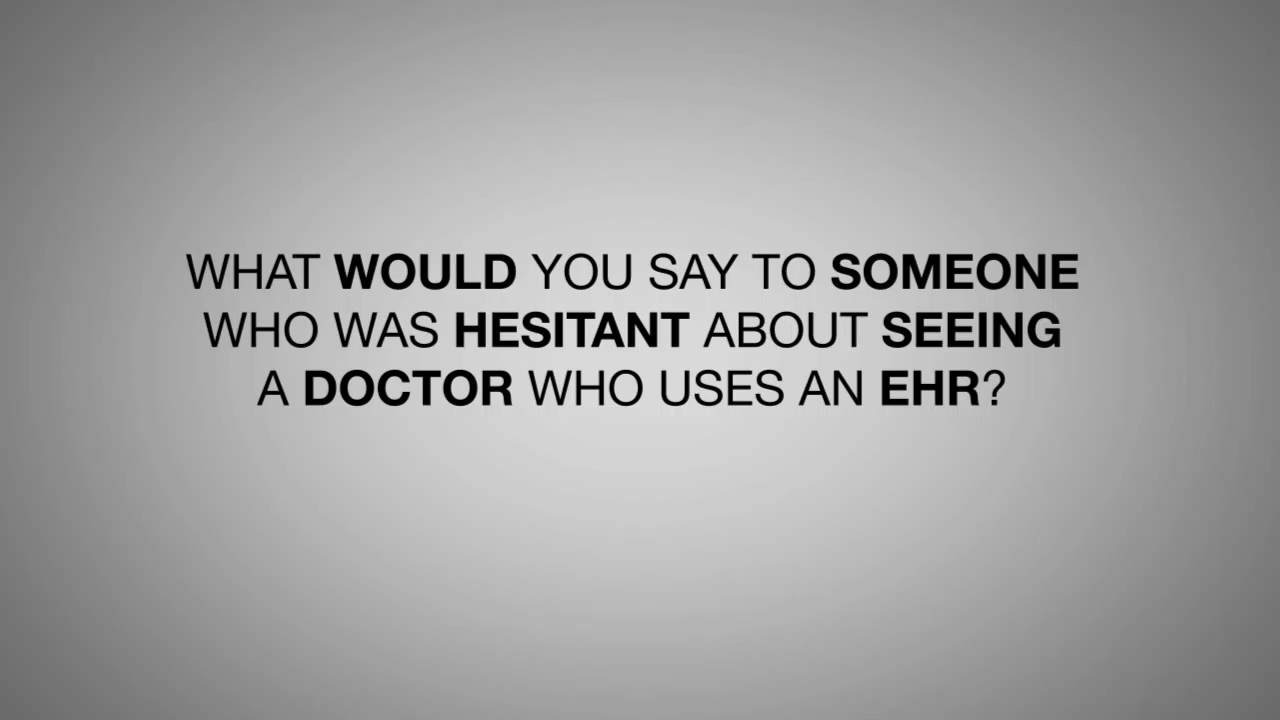 WHAT WOULD YOU SAY TO SOMEONE
WHO WAS HESITANT ABOUT SEEING
A DOCTOR WHO USES AN EHR?